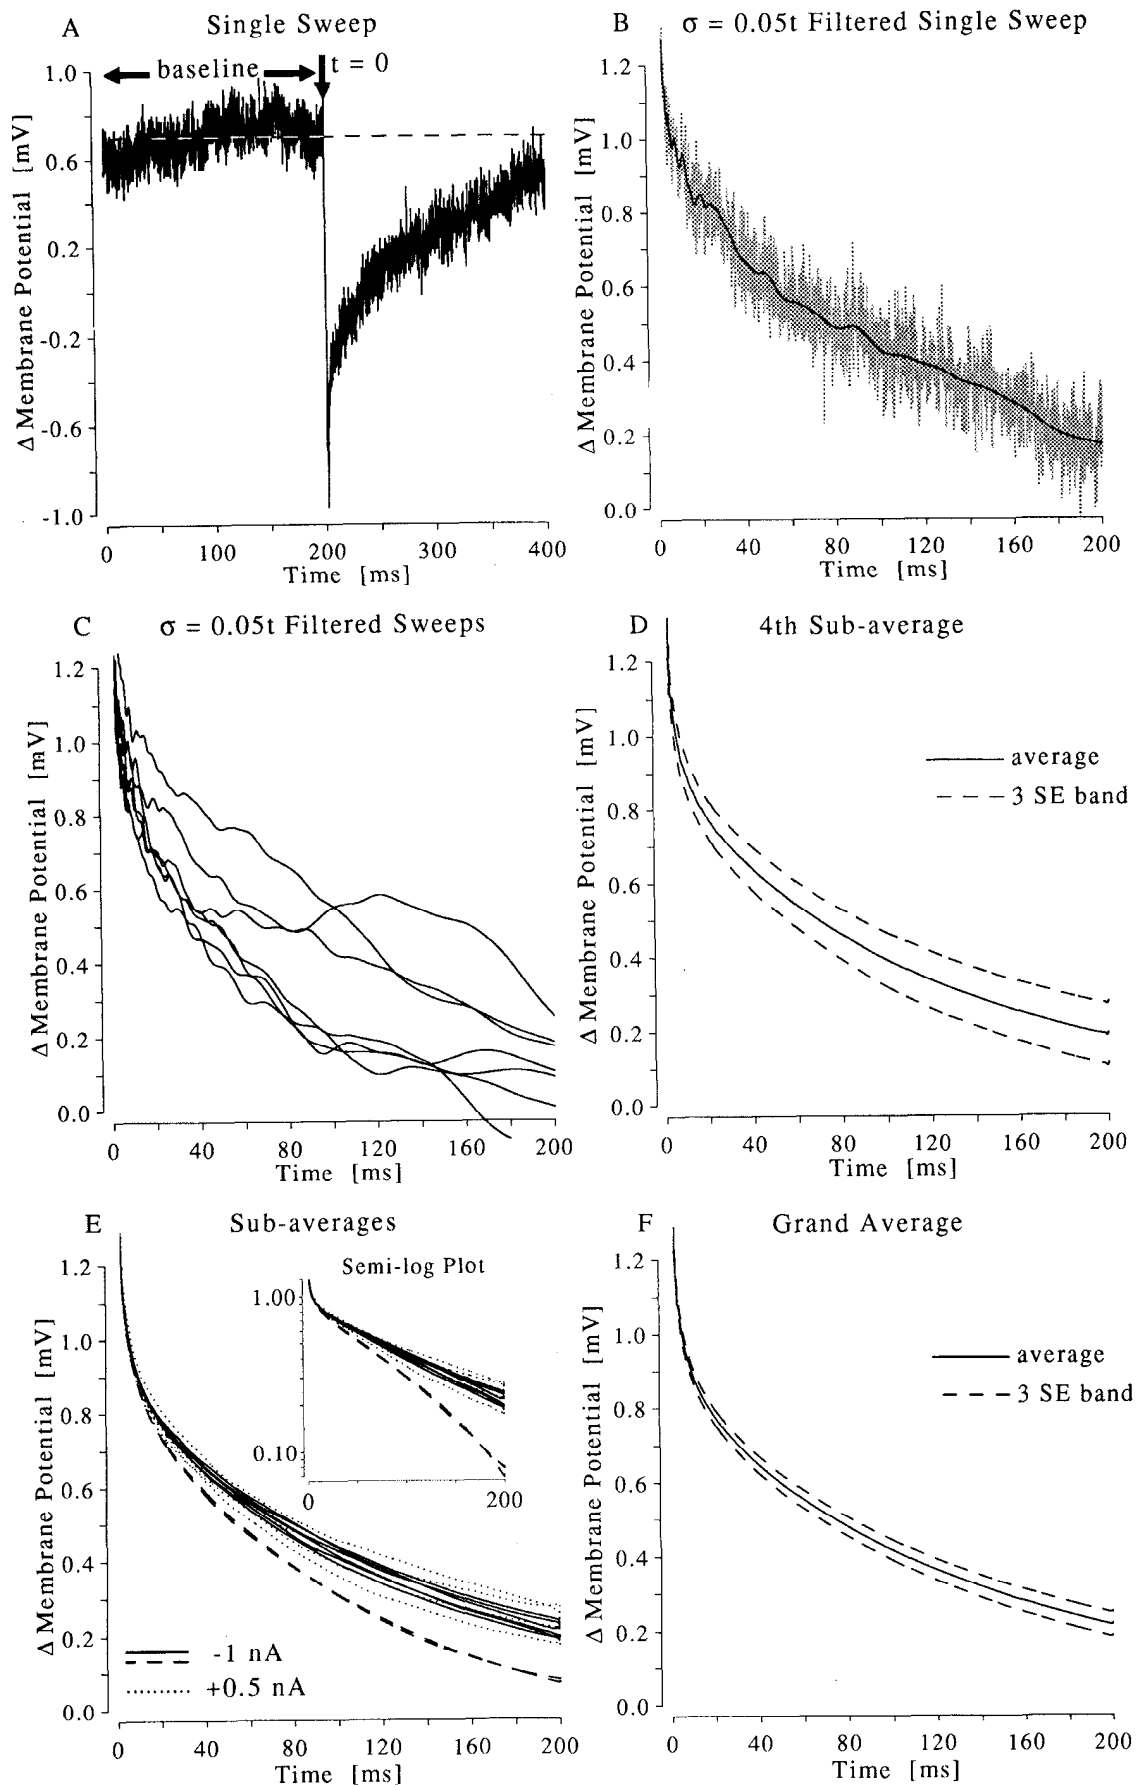 A
Single Sweep
baseline
t = 0
Δ Membrane Potential [mV]
1.0
0.6
0.2
-0.2
-0.6
-1.0
0 100 200 300 400
Time [ms]
B
σ = 0.05t Filtered Single Sweep
Δ Membrane Potential [mV]
1.2
1.0
0.8
0.6
0.4
0.2
0.0
0 40 80 120 160 200
Time [ms]
C
σ = 0.05t Filtered Sweeps
Δ Membrane Potential [mV]
1.2
1.0
0.8
0.6
0.4
0.2
0.0
0 40 80 120 160 200
Time [ms]
D
4th Sub-average
average
3 SE band
Δ Membrane Potential [mV]
1.2
1.0
0.8
0.6
0.4
0.2
0.0
0 40 80 120 160 200
Time [ms]
E
Sub-averages
Semi-log Plot
1.00
0.10
0 200
Δ Membrane Potential [mV]
1.2
1.0
0.8
0.6
0.4
0.2
0.0
-1 nA
+0.5 nA
0 40 80 120 160 200
Time [ms]
F
Grand Average
average
3 SE band
Δ Membrane Potential [mV]
1.2
1.0
0.8
0.6
0.4
0.2
0.0
0 40 80 120 160 200
Time [ms]